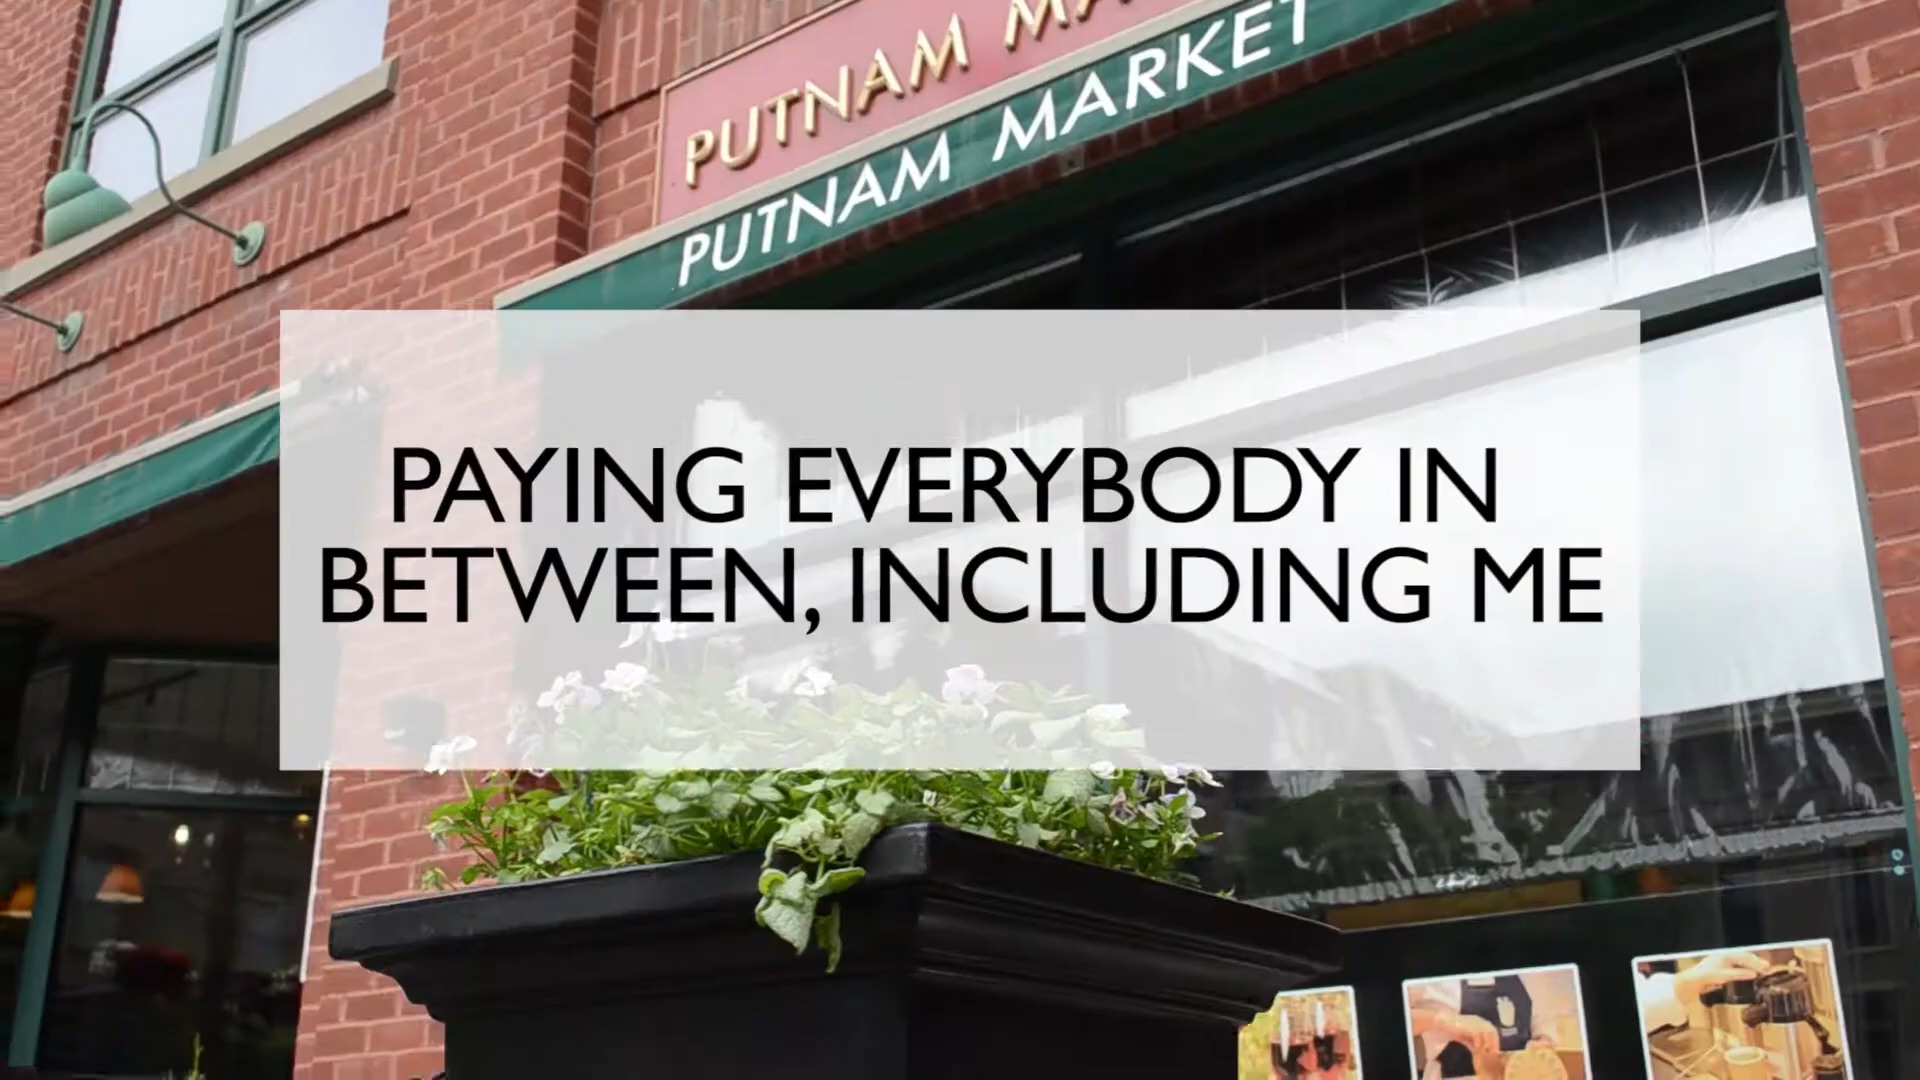 PUTNAM MA
PUTNAM MARKET
PAYING EVERYBODY IN
BETWEEN, INCLUDING ME